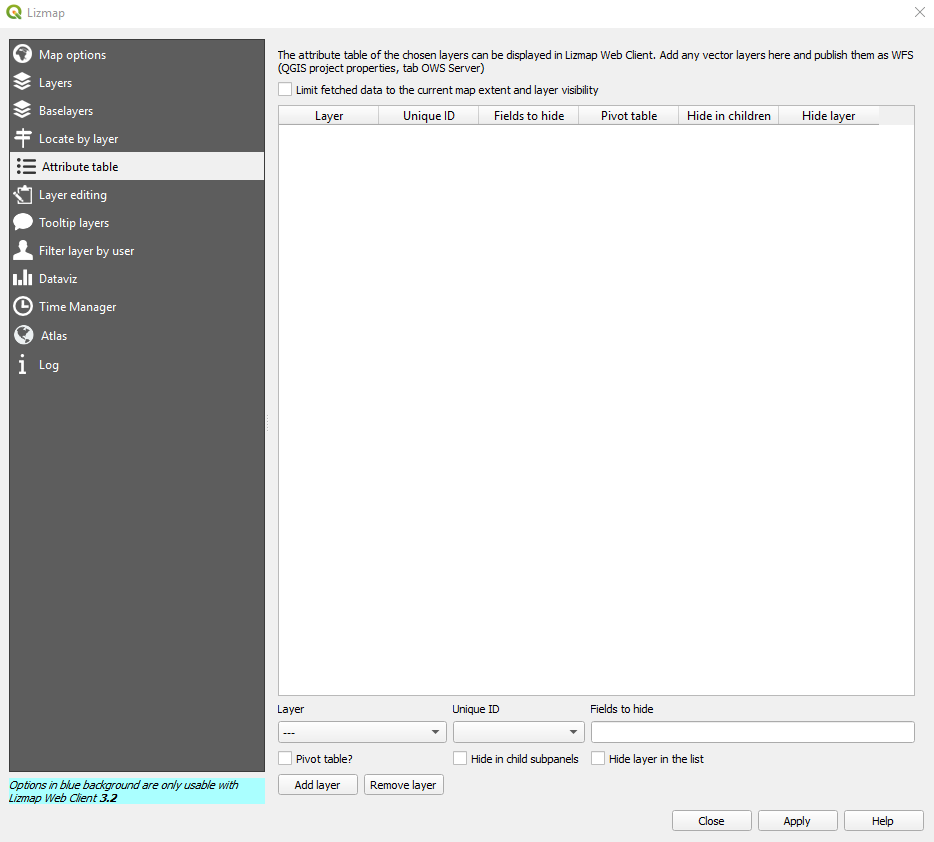 Lizmap
Map options
Layers
Baselayers
Locate by layer
Attribute table
Layer editing
Tooltip layers
Filter layer by user
Dataviz
Time Manager
Atlas
Log
Options in blue background are only usable with
Lizmap Web Client 3.2
The attribute table of the chosen layers can be displayed in Lizmap Web Client. Add any vector layers here and publish them as WFS
(QGIS project properties, tab OWS Server)
Limit fetched data to the current map extent and layer visibility
Layer Unique ID Fields to hide Pivot table Hide in children Hide layer
Layer Unique ID Fields to hide
---
Pivot table? Hide in child subpanels Hide layer in the list
Add layer Remove layer
Close Apply Help